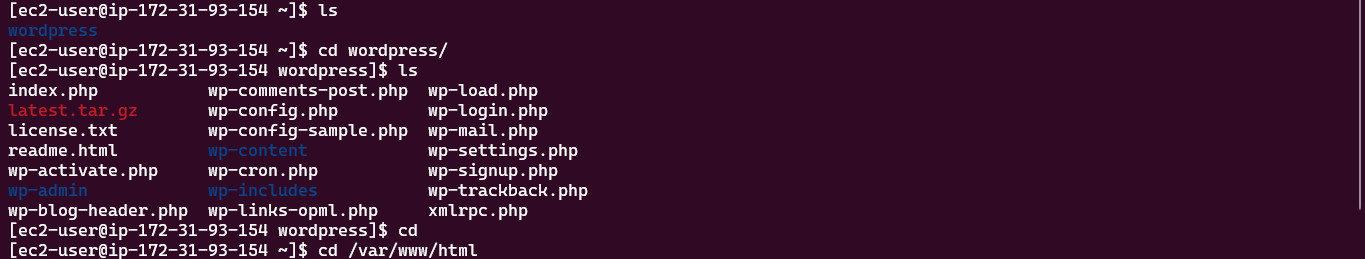 [ec2-user@ip-172-31-93-154 ~]$ ls
wordpress
[ec2-user@ip-172-31-93-154 ~]$ cd wordpress/
[ec2-user@ip-172-31-93-154 wordpress]$ ls
index.php wp-comments-post.php wp-load.php
latest.tar.gz wp-config.php wp-login.php
license.txt wp-config-sample.php wp-mail.php
readme.html wp-content wp-settings.php
wp-activate.php wp-cron.php wp-signup.php
wp-admin wp-includes wp-trackback.php
wp-blog-header.php wp-links-opml.php xmlrpc.php
[ec2-user@ip-172-31-93-154 wordpress]$ cd
[ec2-user@ip-172-31-93-154 ~]$ cd /var/www/html